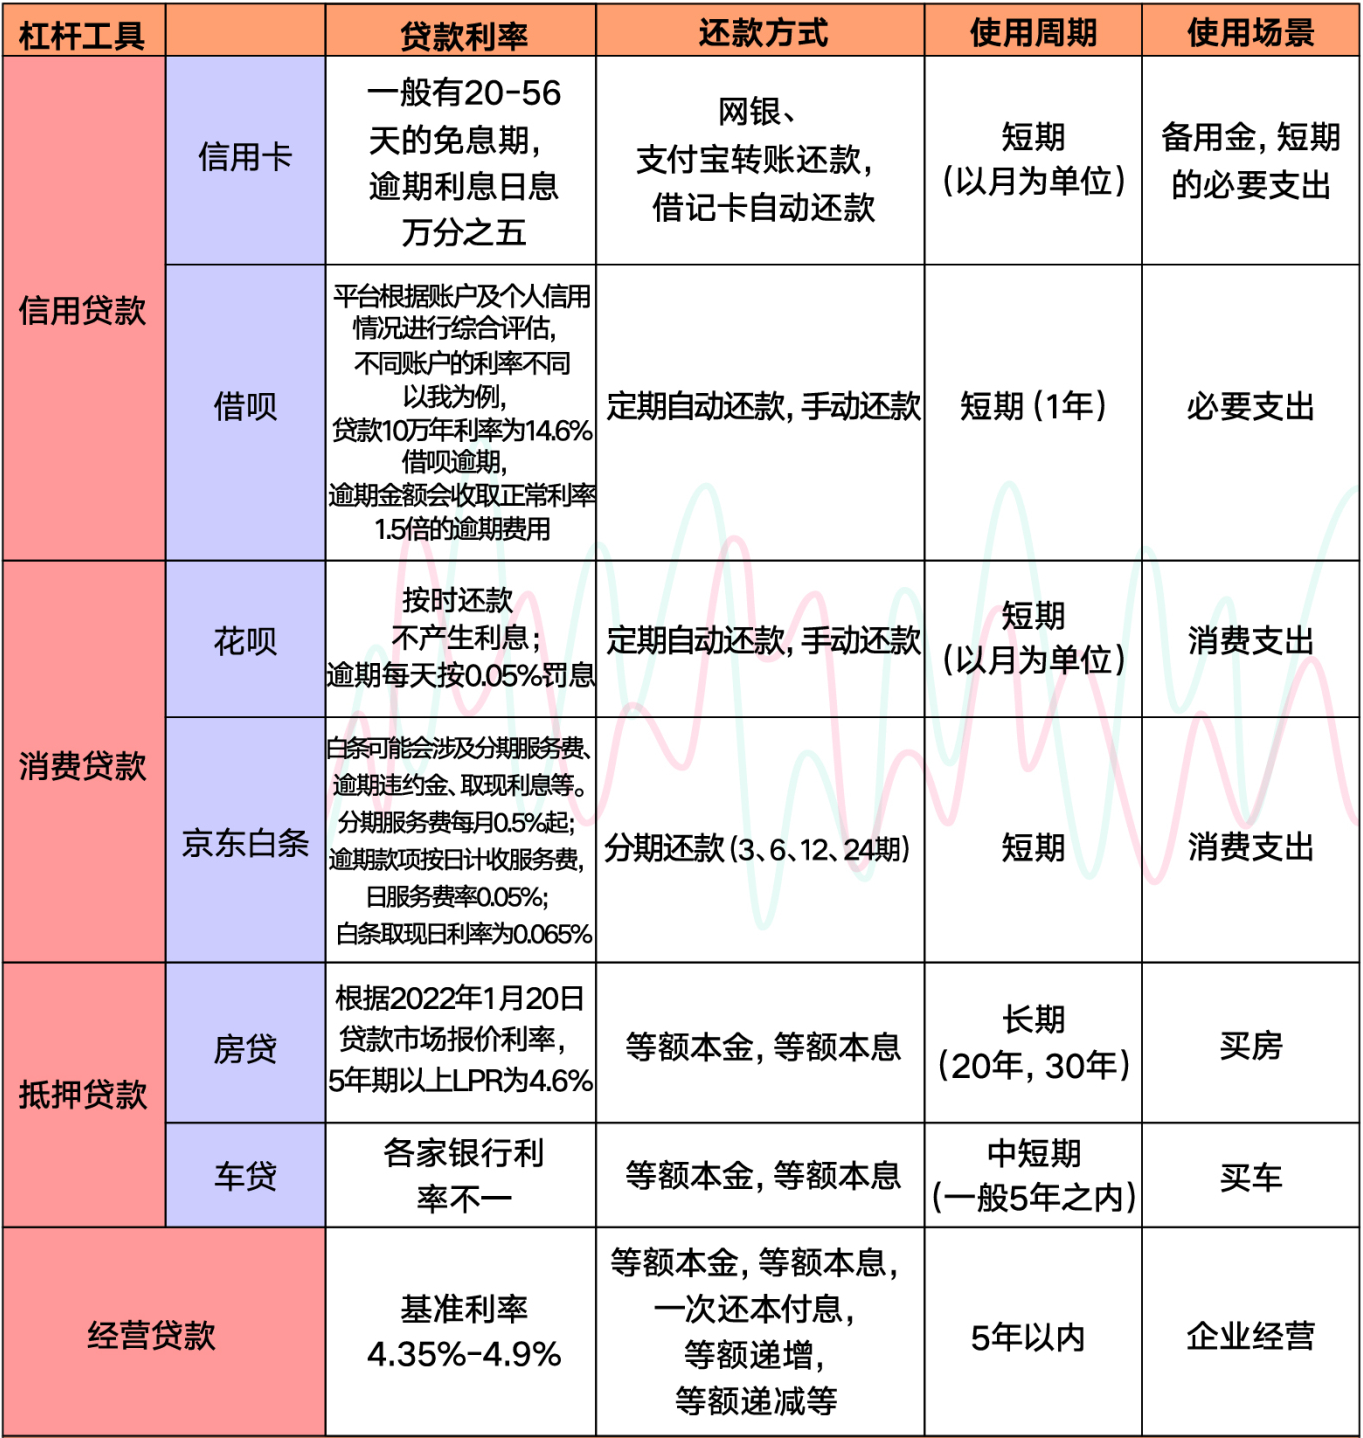 杠杆工具
贷款利率
还款方式
使用周期
使用场景
信用贷款
信用卡
一般有20-56
天的免息期，
逾期利息日息
万分之五
网银、
支付宝转账还款，
借记卡自动还款
短期
（以月为单位）
备用金，短期
的必要支出
借呗
平台根据账户及个人信用
情况进行综合评估，
不同账户的利率不同
以我为例，
贷款10万年利率为14.6%
借呗逾期，
逾期金额会收取正常利率
1.5倍的逾期费用
定期自动还款，手动还款
短期（1年）
必要支出
消费贷款
花呗
按时还款
不产生利息；
逾期每天按0.05%罚息
定期自动还款，手动还款
短期
（以月为单位）
消费支出
京东白条
白条可能会涉及分期服务费、
逾期违约金、取现利息等。
分期服务费每月0.5%起；
逾期款项按日计收服务费，
日服务费率0.05%；
白条取现日利率为0.065%
分期还款（3、6、12、24期）
短期
消费支出
抵押贷款
房贷
根据2022年1月20日
贷款市场报价利率，
5年期以上LPR为4.6%
等额本金，等额本息
长期
（20年，30年）
买房
车贷
各家银行利
率不一
等额本金，等额本息
中短期
（一般5年之内）
买车
经营贷款
基准利率
4.35%-4.9%
等额本金，等额本息，
一次还本付息，
等额递增，
等额递减等
5年以内
企业经营